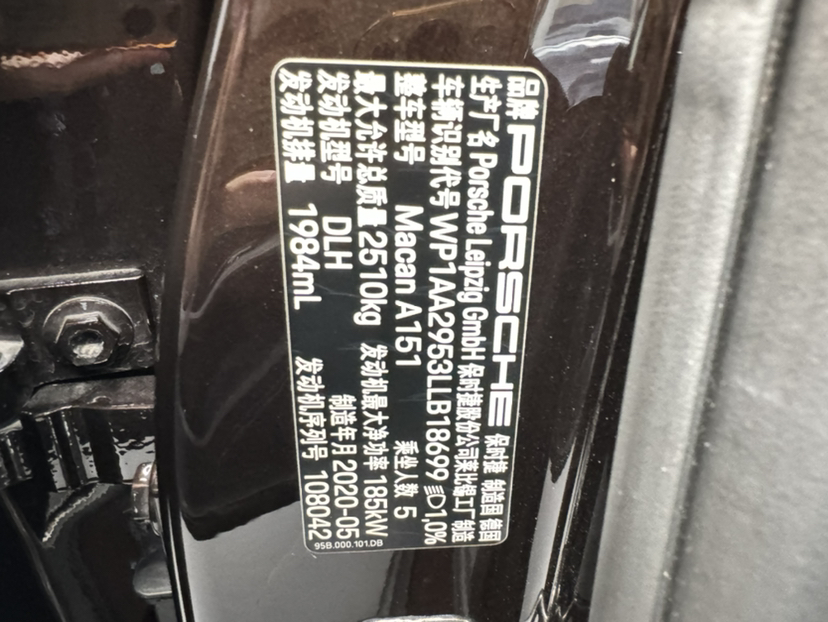 品牌 PORSCHE 保时捷 制造国 德国
生产厂名 Porsche Leipzig GmbH 保时捷股份公司莱比锡工厂制造
车辆识别代号 WP1AA2953LLB18699 1,0%
整车型号 Macan A151 乘坐人数 5
最大允许总质量 2510kg 发动机最大净功率 185kW
发动机型号 DLH 制造年月 2020-05
发动机排量 1984mL 发动机序列号 108042
95B.000.101.DB